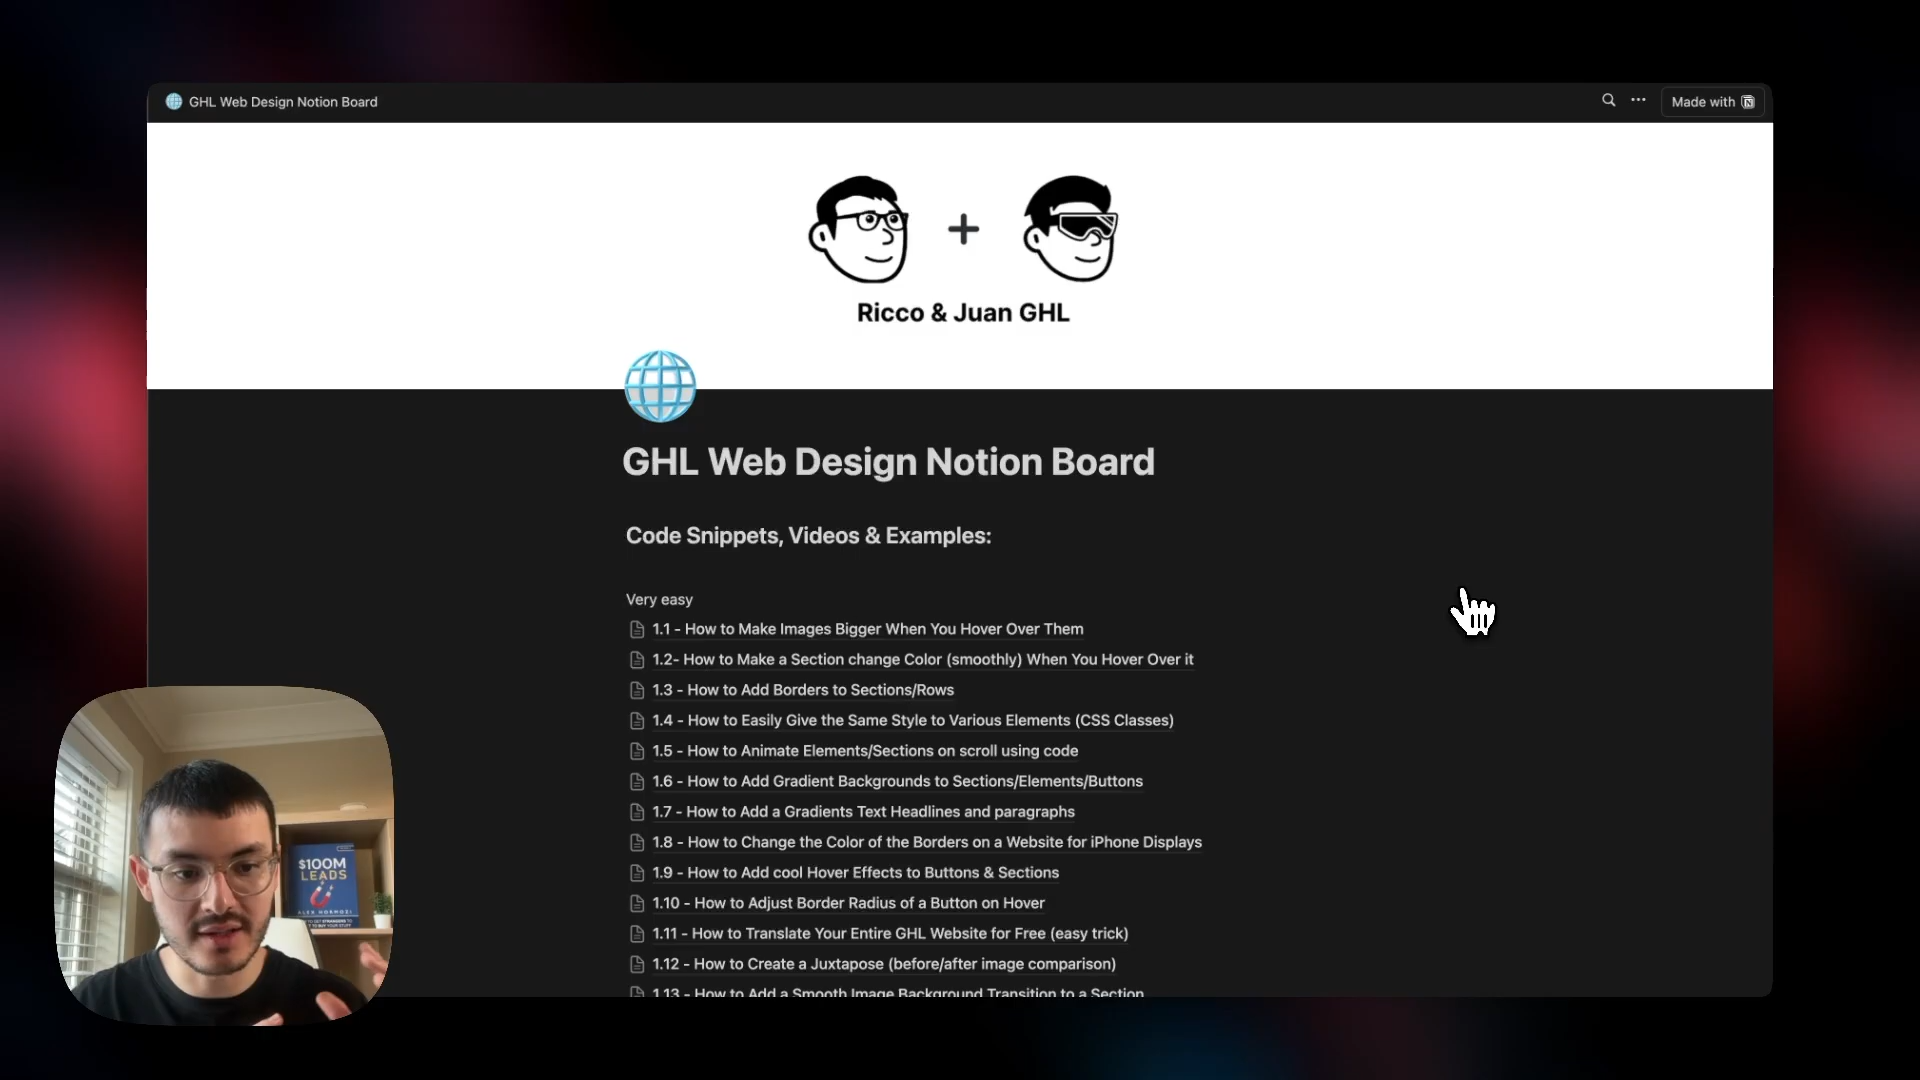 GHL Web Design Notion Board
Made with
Ricco & Juan GHL
GHL Web Design Notion Board
Code Snippets, Videos & Examples:
Very easy
1.1 - How to Make Images Bigger When You Hover Over Them
1.2- How to Make a Section change Color (smoothly) When You Hover Over it
1.3 - How to Add Borders to Sections/Rows
1.4 - How to Easily Give the Same Style to Various Elements (CSS Classes)
1.5 - How to Animate Elements/Sections on scroll using code
1.6 - How to Add Gradient Backgrounds to Sections/Elements/Buttons
1.7 - How to Add a Gradients Text Headlines and paragraphs
1.8 - How to Change the Color of the Borders on a Website for iPhone Displays
1.9 - How to Add cool Hover Effects to Buttons & Sections
1.10 - How to Adjust Border Radius of a Button on Hover
1.11 - How to Translate Your Entire GHL Website for Free (easy trick)
1.12 - How to Create a Juxtapose (before/after image comparison)
1.13 - How to Add a Smooth Image Background Transition to a Section
$100M
LEADS
ALEX HORMOZI